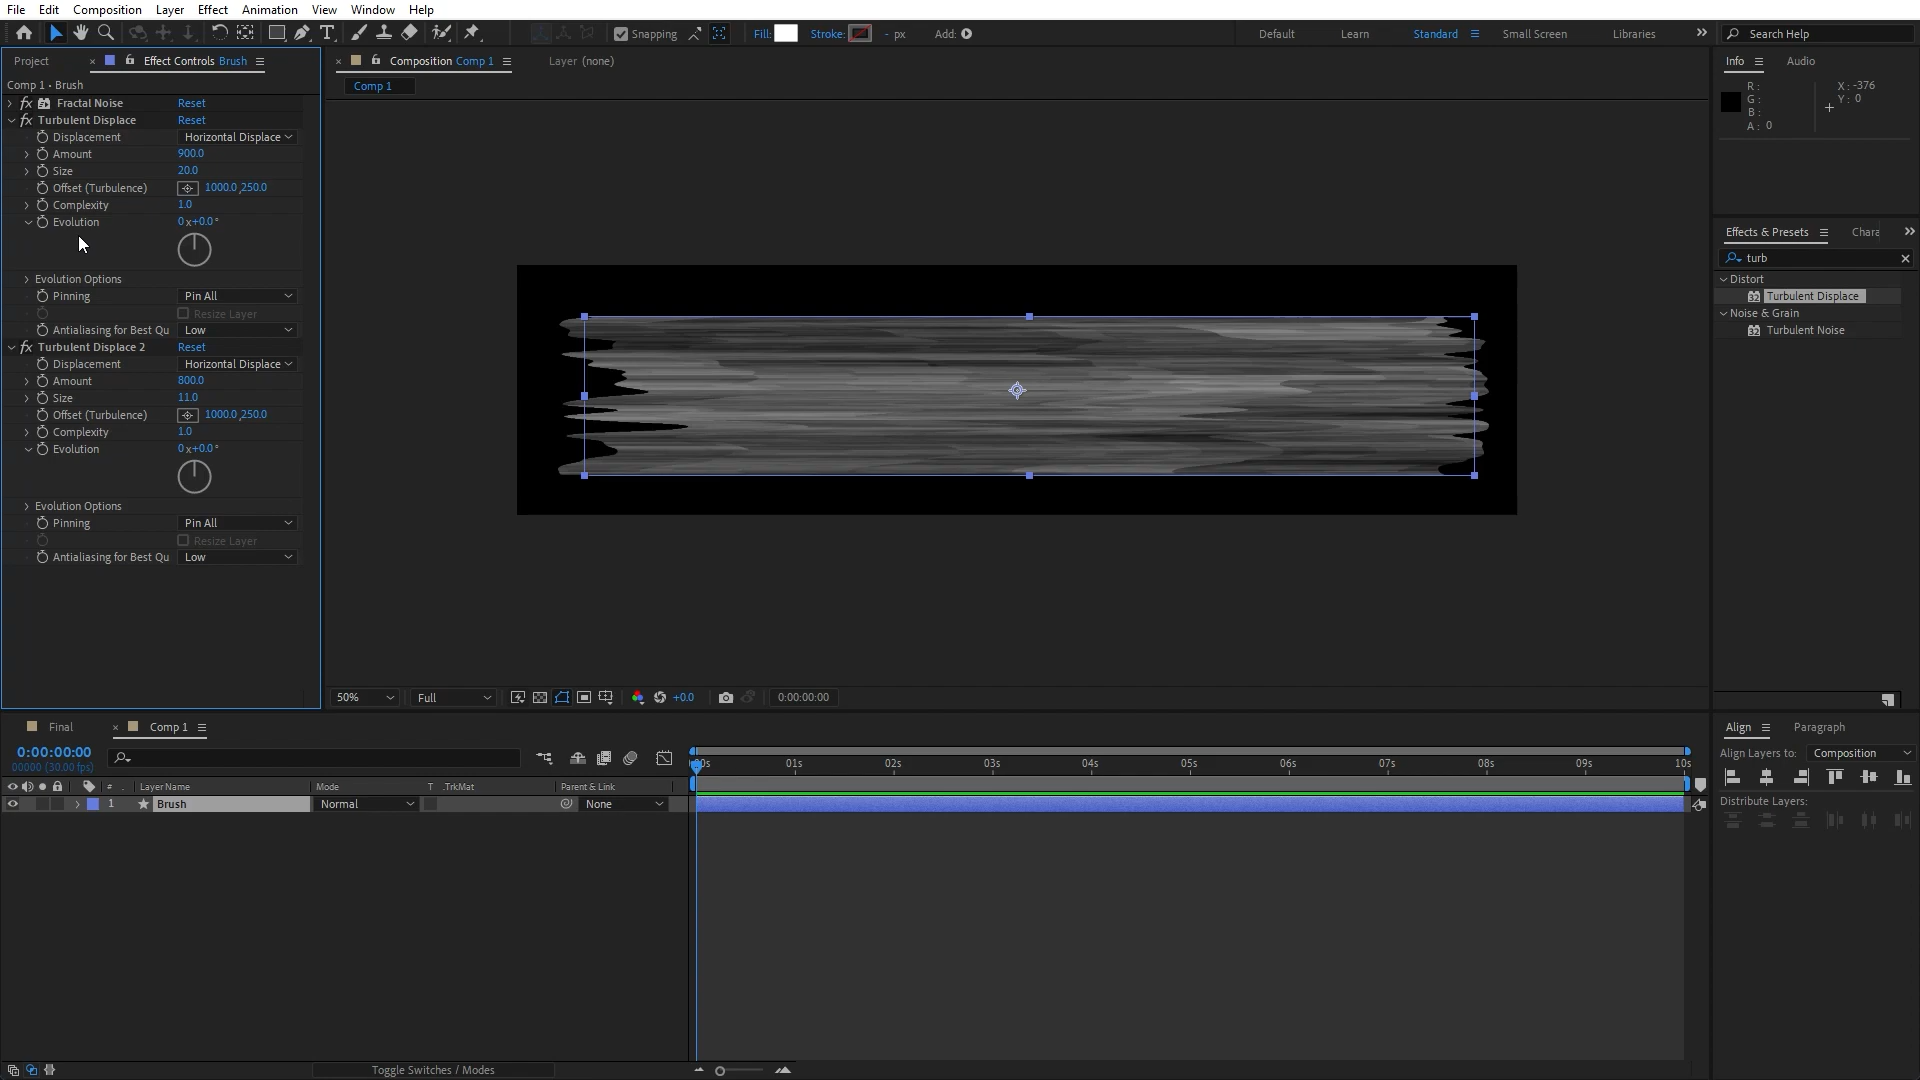 File Edit Composition Layer Effect Animation View Window Help
Snapping Fill: Stroke: - px Add: Default Learn Standard Small Screen Libraries Search Help
Project Effect Controls Brush Composition Comp 1 Layer (none) Info Audio
Comp 1 • Brush Comp 1
R: X: -376
G: Y: 0
B:
A: 0
Fractal Noise Reset
Turbulent Displace Reset
Displacement Horizontal Displace
Amount 900.0
Size 20.0
Offset (Turbulence) 1000.0,250.0
Complexity 1.0
Evolution 0x+0.0°
Evolution Options
Pinning Pin All
Resize Layer
Antialiasing for Best Qu Low
Turbulent Displace 2 Reset
Displacement Horizontal Displace
Amount 800.0
Size 11.0
Offset (Turbulence) 1000.0,250.0
Complexity 1.0
Evolution 0x+0.0°
Evolution Options
Pinning Pin All
Resize Layer
Antialiasing for Best Qu Low
Effects & Presets Chara
turb
Distort
Turbulent Displace
Noise & Grain
Turbulent Noise
50% Full +0.0 0:00:00:00
Final Comp 1
0:00:00:00
00000 (30.00 fps)
:00s 01s 02s 03s 04s 05s 06s 07s 08s 09s 10s
# Layer Name Mode T .TrkMat Parent & Link
1 Brush Normal None
Toggle Switches / Modes
Align Paragraph
Align Layers to: Composition
Distribute Layers: